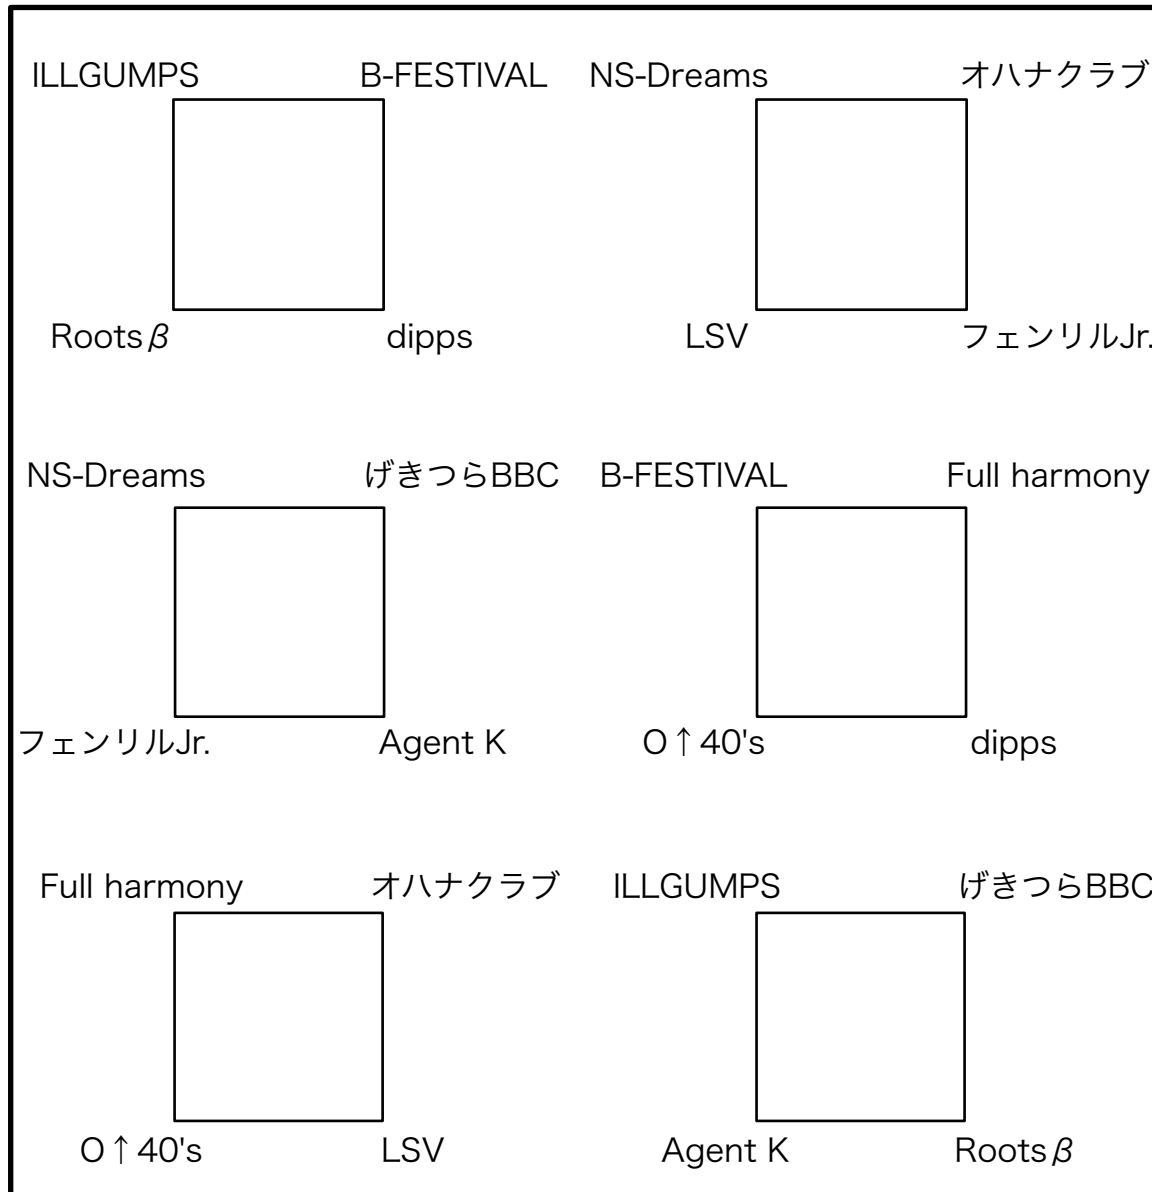 ILLGUMPS B-FESTIVAL NS-Dreams オハナクラブ
Rootsβ dipps LSV フェンリルJr.
NS-Dreams げきつらBBC B-FESTIVAL Full harmony
フェンリルJr. Agent K O↑40's dipps
Full harmony オハナクラブ ILLGUMPS げきつらBBC
O↑40's LSV Agent K Rootsβ